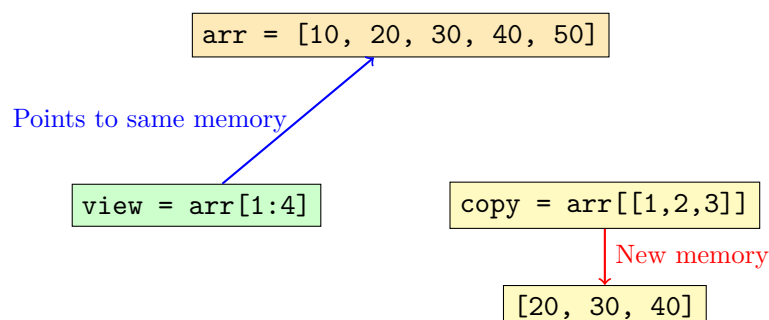 arr = [10, 20, 30, 40, 50]
Points to same memory
view = arr[1:4]
copy = arr[[1,2,3]]
New memory
[20, 30, 40]